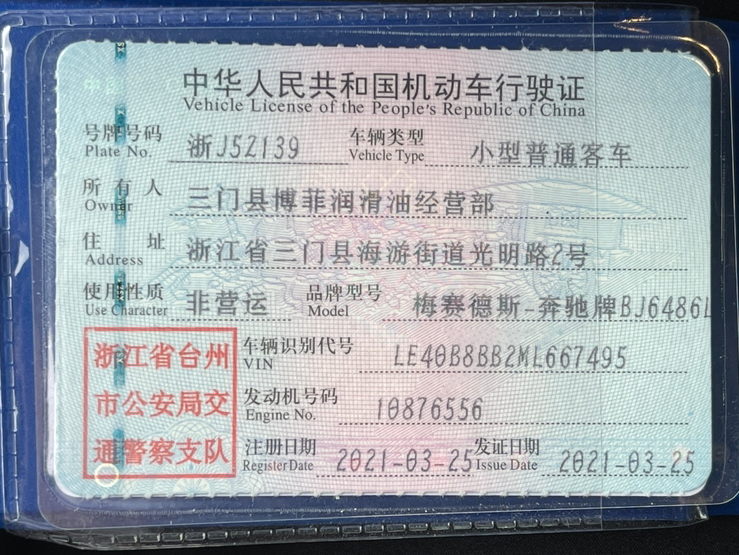 中华人民共和国机动车行驶证
Vehicle License of the People's Republic of China
号牌号码 浙J5Z139 车辆类型 小型普通客车
Plate No. Vehicle Type
所有人 三门县博菲润滑油经营部
Owner
住址 浙江省三门县海游街道光明路2号
Address
使用性质 非营运 品牌型号 梅赛德斯-奔驰牌BJ6486L
Use Character Model
浙江省台州 车辆识别代号 LE40B8BB2ML667495
VIN
市公安局交 发动机号码 10876556
Engine No.
通警察支队 注册日期 2021-03-25 发证日期 2021-03-25
Register Date Issue Date